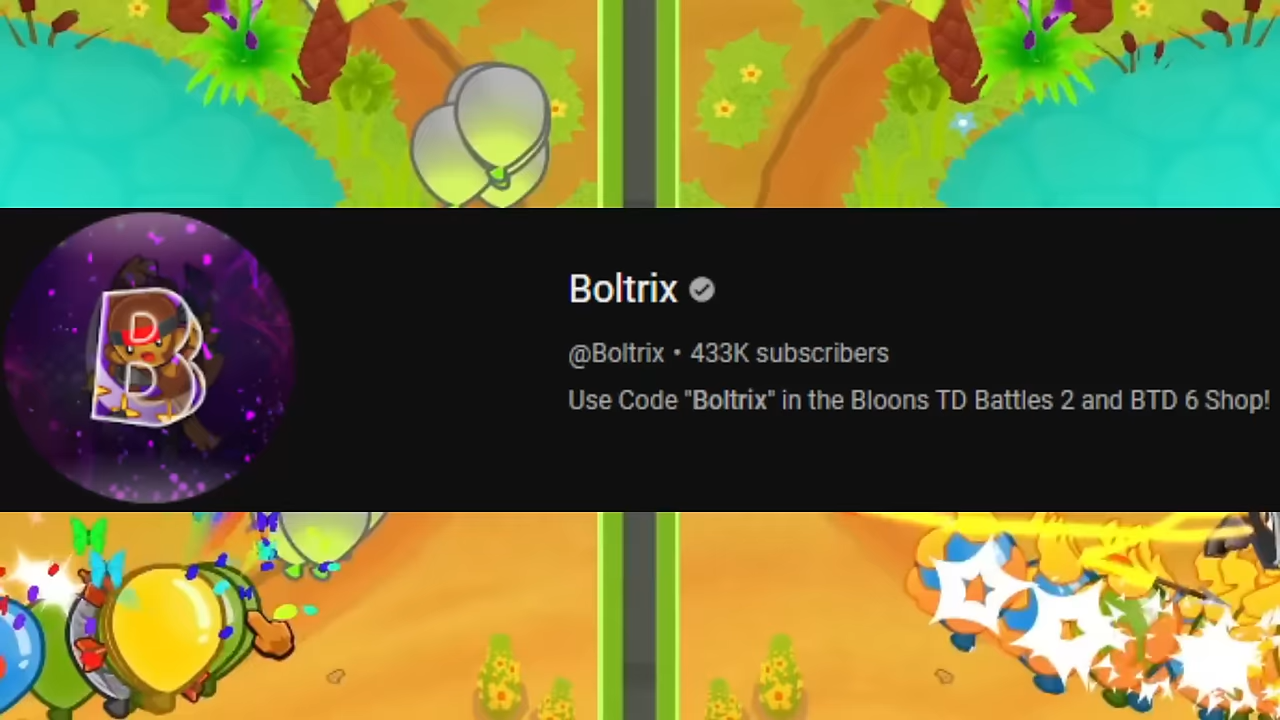 B
Boltrix
@Boltrix • 433K subscribers
Use Code "Boltrix" in the Bloons TD Battles 2 and BTD 6 Shop!